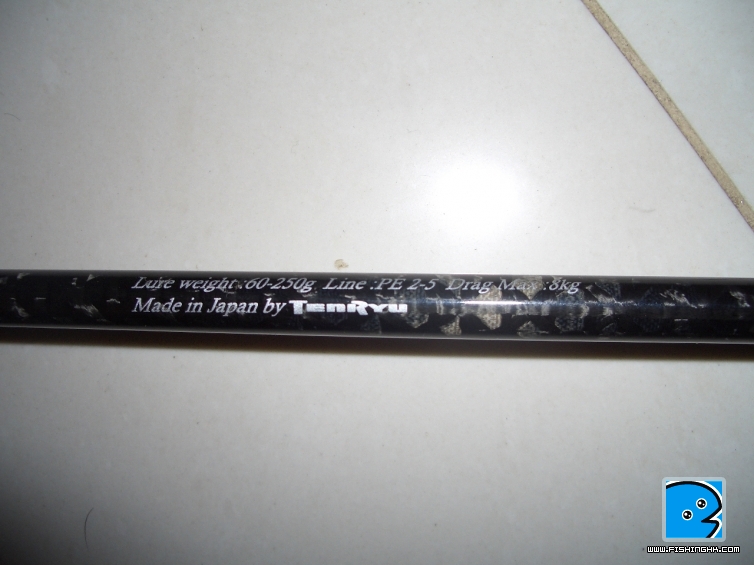 Lure weight :60-250g Line :PE 2-5 Drag Max :8kg
Made in Japan by TenRyu
www.fishinghk.com